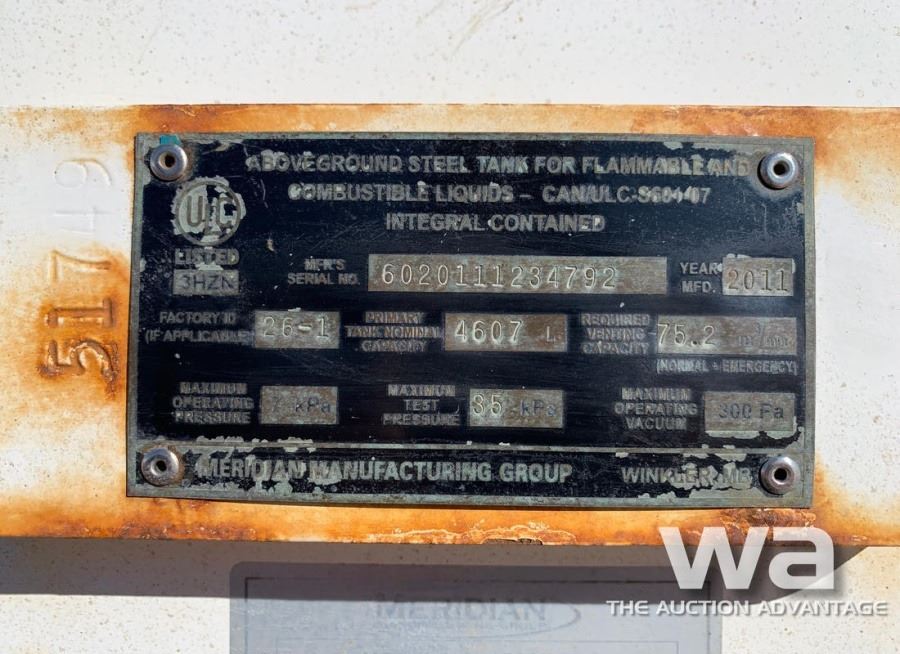 ABOVEGROUND STEEL TANK FOR FLAMMABLE AND
COMBUSTIBLE LIQUIDS – CAN/ULC-S601-07
INTEGRAL CONTAINED
ULC
LISTED
3HZN
MFR'S
SERIAL NO.
6020111234792
YEAR
MFD.
2011
FACTORY ID
(IF APPLICABLE)
26-1
PRIMARY
TANK NOMINAL
CAPACITY
4607 L
REQUIRED
VENTING
CAPACITY
75.2
(NORMAL + EMERGENCY)
MAXIMUM
OPERATING
PRESSURE
7 kPa
MAXIMUM
TEST
PRESSURE
35 kPa
MAXIMUM
OPERATING
VACUUM
300 Pa
MERIDIAN MANUFACTURING GROUP
WINKLER, MB
51749
MERIDIAN
wa
THE AUCTION ADVANTAGE